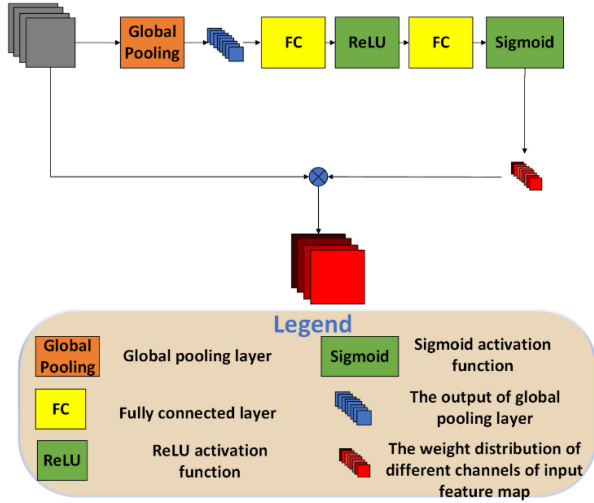 Global
Pooling
FC
ReLU
FC
Sigmoid
Legend
Global
Pooling
Global pooling layer
Sigmoid
Sigmoid activation
function
FC
Fully connected layer
The output of global
pooling layer
ReLU
ReLU activation
function
The weight distribution of
different channels of input
feature map